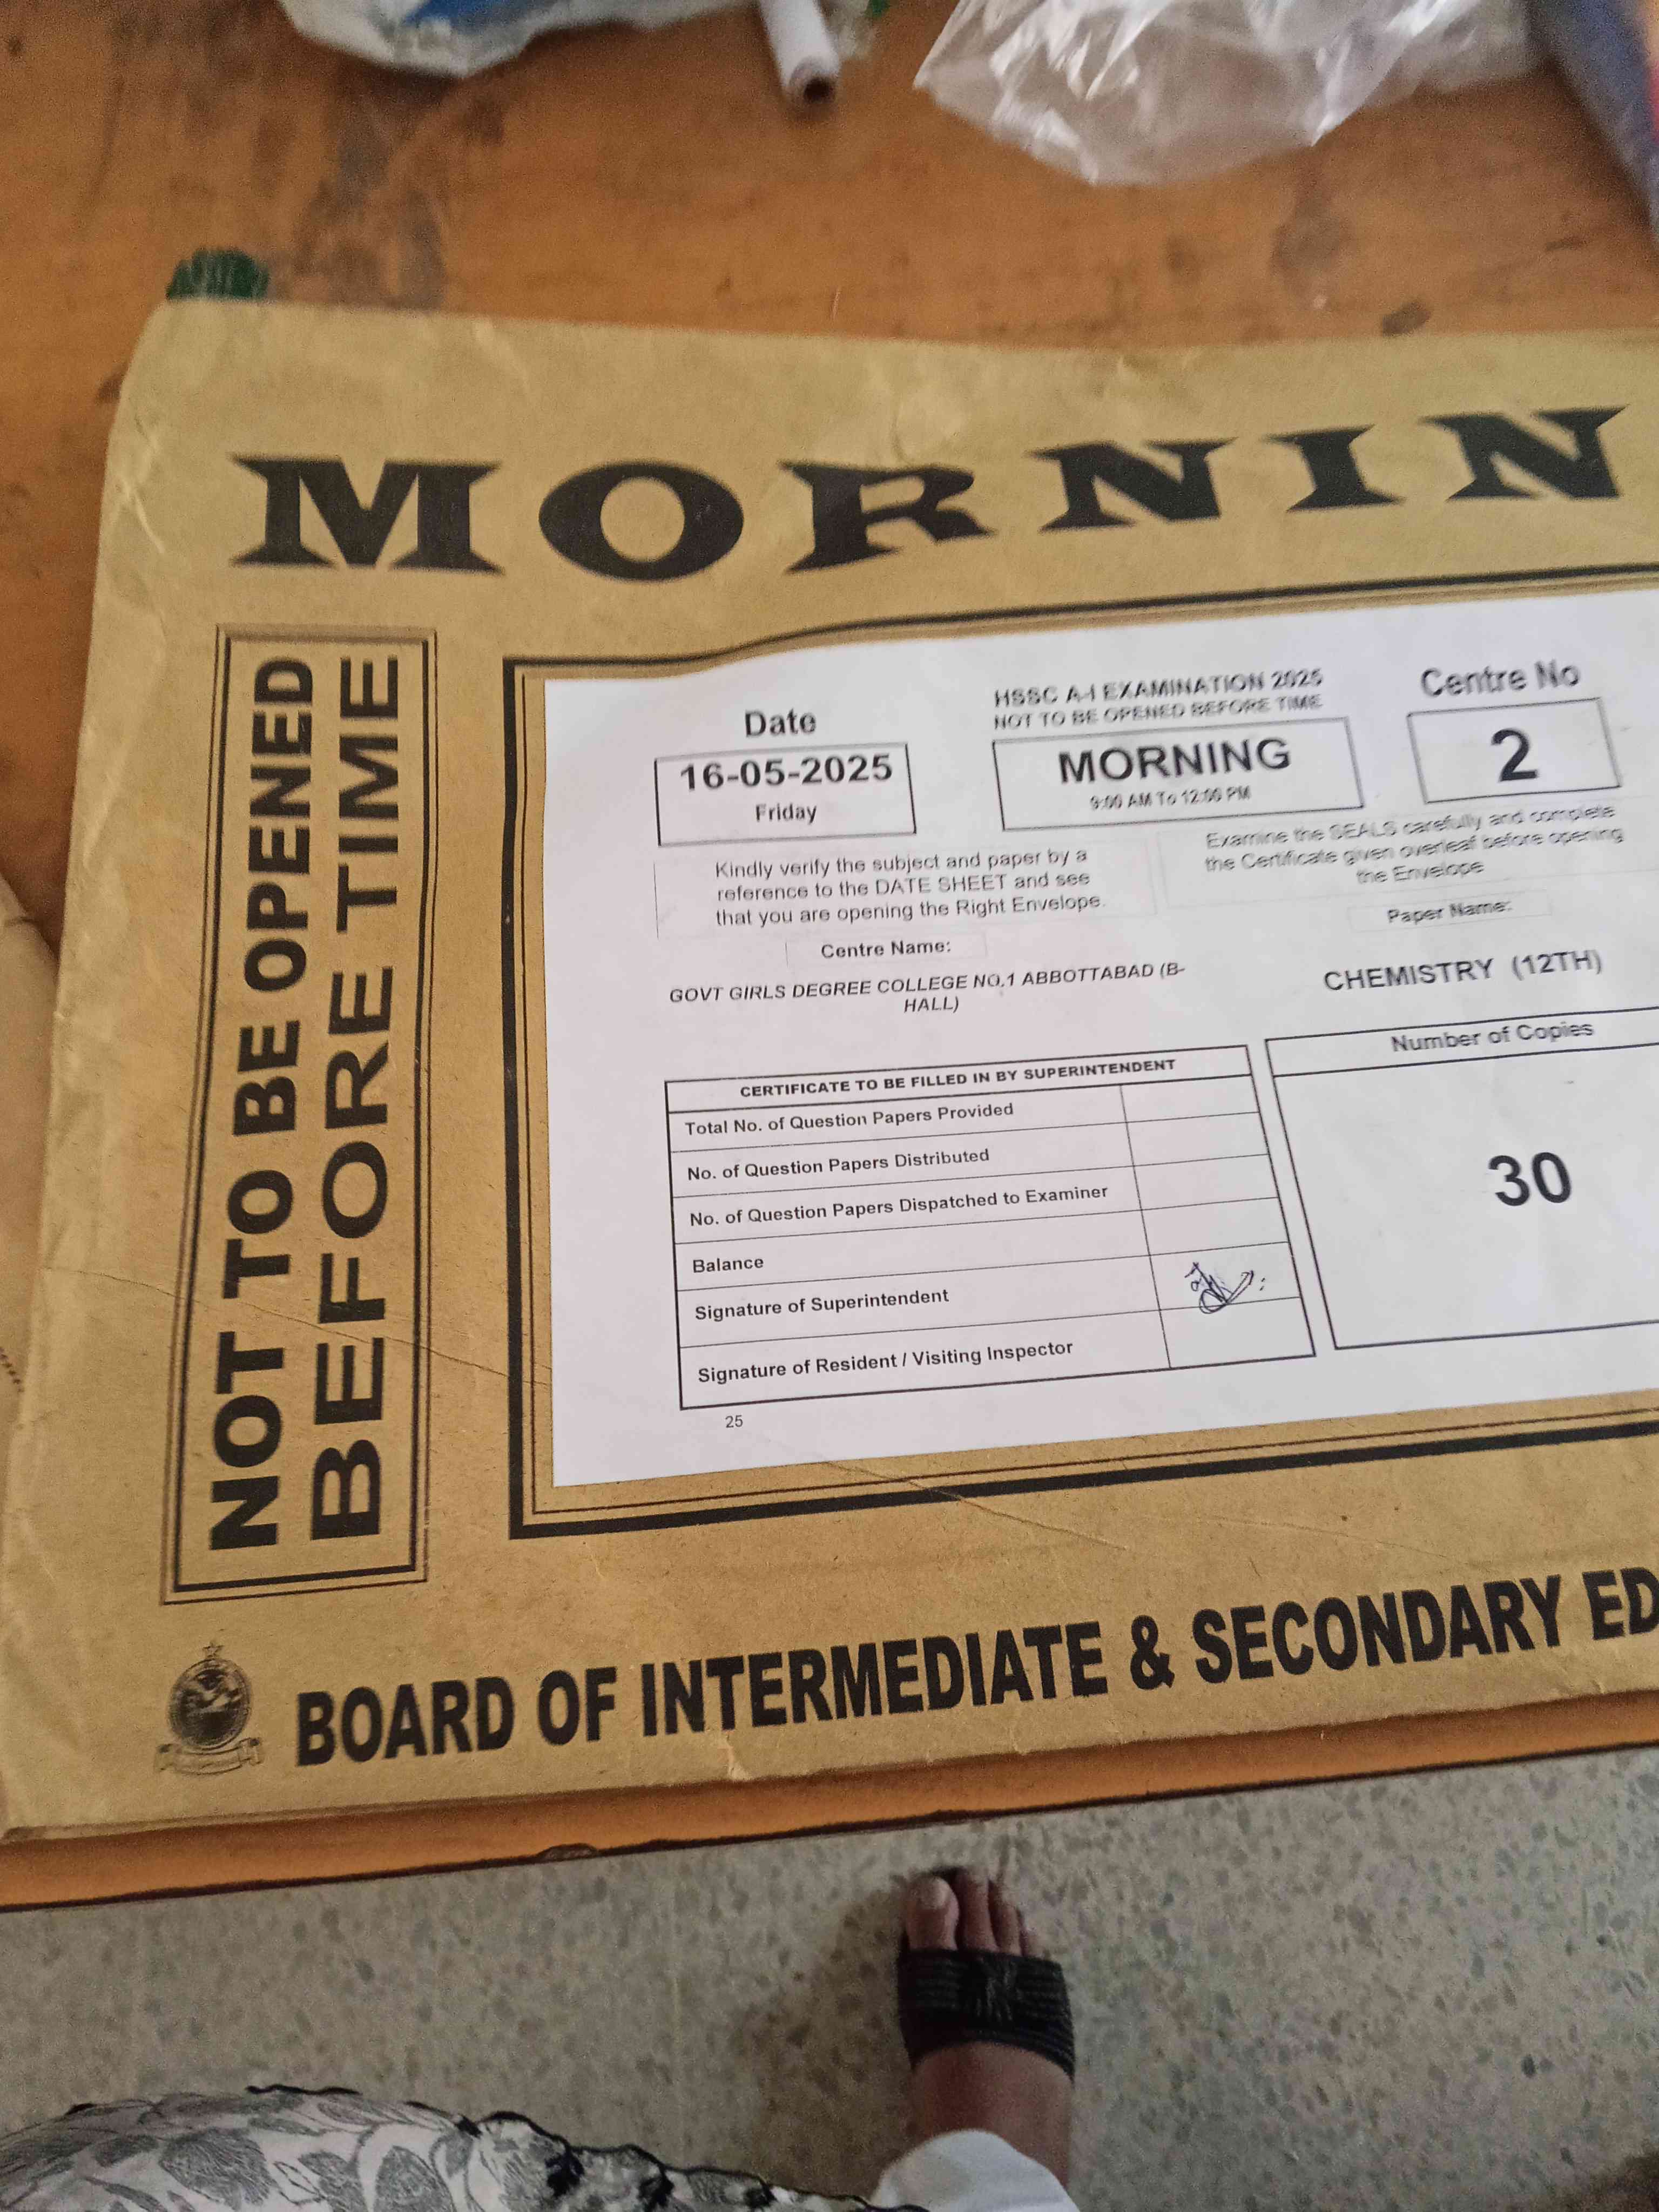 MORNIN
NOT TO BE OPENED
BEFORE TIME
HSSC A-I EXAMINATION 2025
NOT TO BE OPENED BEFORE TIME
Date
16-05-2025
Friday
MORNING
9:00 AM To 12:00 PM
Centre No
2
Kindly verify the subject and paper by a
reference to the DATE SHEET and see
that you are opening the Right Envelope.
Examine the SEALS carefully and complete
the Certificate given overleaf before opening
the Envelope
Centre Name:
GOVT GIRLS DEGREE COLLEGE NO.1 ABBOTTABAD (B-
HALL)
Paper Name:
CHEMISTRY (12TH)
CERTIFICATE TO BE FILLED IN BY SUPERINTENDENT
Total No. of Question Papers Provided
No. of Question Papers Distributed
No. of Question Papers Dispatched to Examiner
Balance
Signature of Superintendent
Signature of Resident / Visiting Inspector
Number of Copies
30
25
BOARD OF INTERMEDIATE & SECONDARY ED